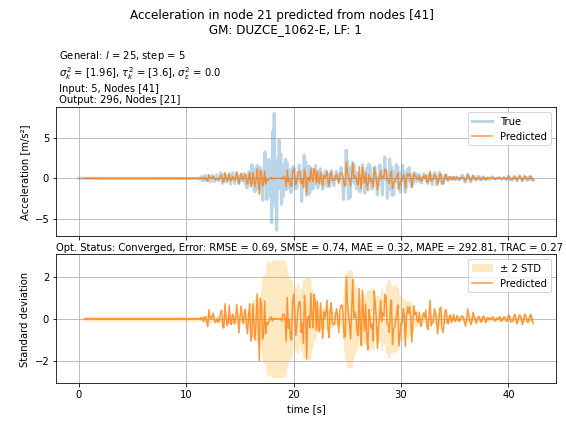 Acceleration in node 21 predicted from nodes [41]
GM: DUZCE_1062-E, LF: 1
General: l = 25, step = 5
σ²ₖ = [1.96], τ²ₖ = [3.6], σ²ε = 0.0
Input: 5, Nodes [41]
Output: 296, Nodes [21]
Acceleration [m/s²]
5
0
−5
True
Predicted
Opt. Status: Converged, Error: RMSE = 0.69, SMSE = 0.74, MAE = 0.32, MAPE = 292.81, TRAC = 0.27
Standard deviation
2
0
−2
± 2 STD
Predicted
0 10 20 30 40
time [s]